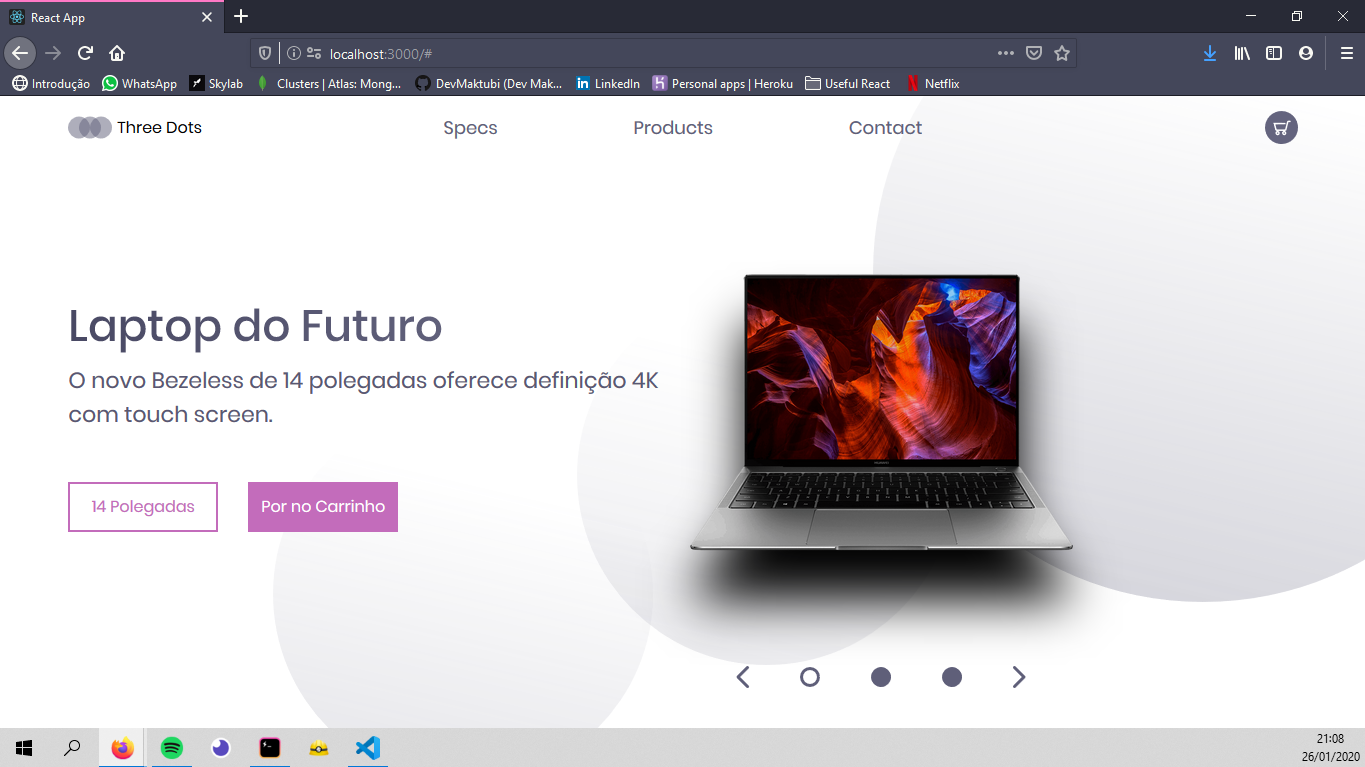 React App
localhost:3000/#
Introdução
WhatsApp
Skylab
Clusters | Atlas: Mong...
DevMaktubi (Dev Mak...
LinkedIn
Personal apps | Heroku
Useful React
Netflix
Three Dots
Specs
Products
Contact
Laptop do Futuro
O novo Bezeless de 14 polegadas oferece definição 4K
com touch screen.
14 Polegadas
Por no Carrinho
21:08
26/01/2020